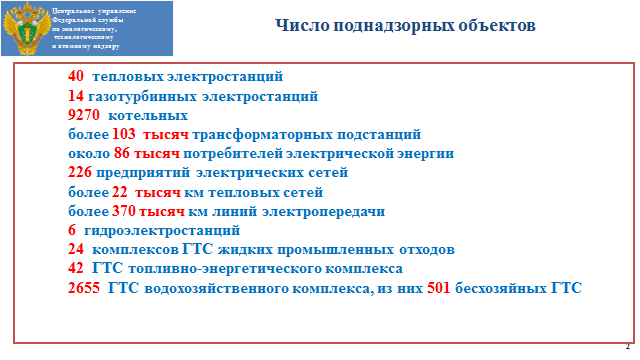 Центральное управление
Федеральной службы
по экологическому,
технологическому
и атомному надзору
Число поднадзорных объектов
40 тепловых электростанций
14 газотурбинных электростанций
9270 котельных
более 103 тысяч трансформаторных подстанций
около 86 тысяч потребителей электрической энергии
226 предприятий электрических сетей
более 22 тысяч км тепловых сетей
более 370 тысяч км линий электропередачи
6 гидроэлектростанций
24 комплексов ГТС жидких промышленных отходов
42 ГТС топливно-энергетического комплекса
2655 ГТС водохозяйственного комплекса, из них 501 бесхозяйных ГТС
2